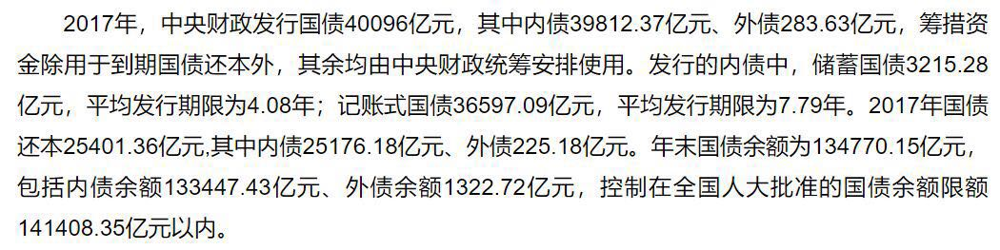 2017年，中央财政发行国债40096亿元，其中内债39812.37亿元、外债283.63亿元，筹措资
金除用于到期国债还本外，其余均由中央财政统筹安排使用。发行的内债中，储蓄国债3215.28
亿元，平均发行期限为4.08年；记账式国债36597.09亿元，平均发行期限为7.79年。2017年国债
还本25401.36亿元,其中内债25176.18亿元、外债225.18亿元。年末国债余额为134770.15亿元，
包括内债余额133447.43亿元、外债余额1322.72亿元，控制在全国人大批准的国债余额限额
141408.35亿元以内。